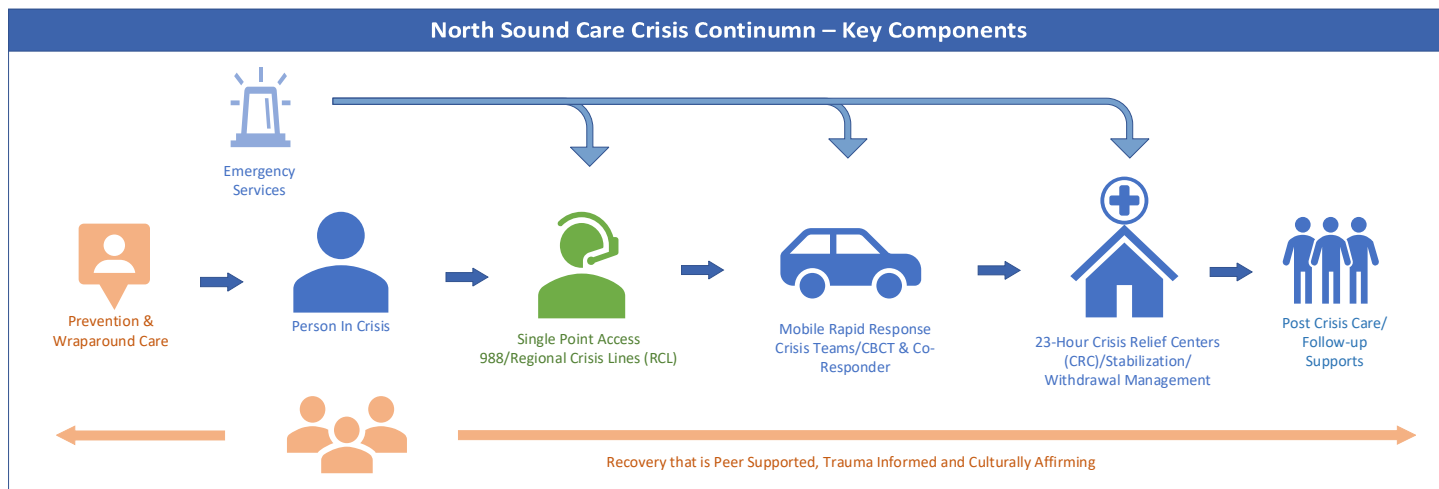 North Sound Care Crisis Continumn – Key Components
Emergency
Services
Prevention &
Wraparound Care
Person In Crisis
Single Point Access
988/Regional Crisis Lines (RCL)
Mobile Rapid Response
Crisis Teams/CBCT & Co-
Responder
23-Hour Crisis Relief Centers
(CRC)/Stabilization/
Withdrawal Management
Post Crisis Care/
Follow-up
Supports
Recovery that is Peer Supported, Trauma Informed and Culturally Affirming